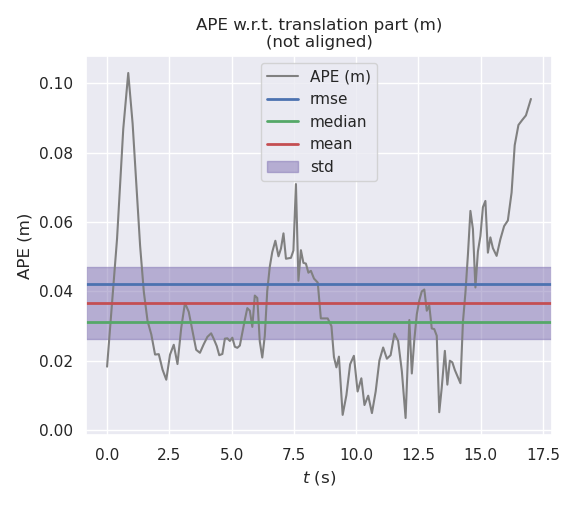 APE w.r.t. translation part (m)
(not aligned)
APE (m)
rmse
median
mean
std
APE (m)
0.10
0.08
0.06
0.04
0.02
0.00
0.0 2.5 5.0 7.5 10.0 12.5 15.0 17.5
t (s)